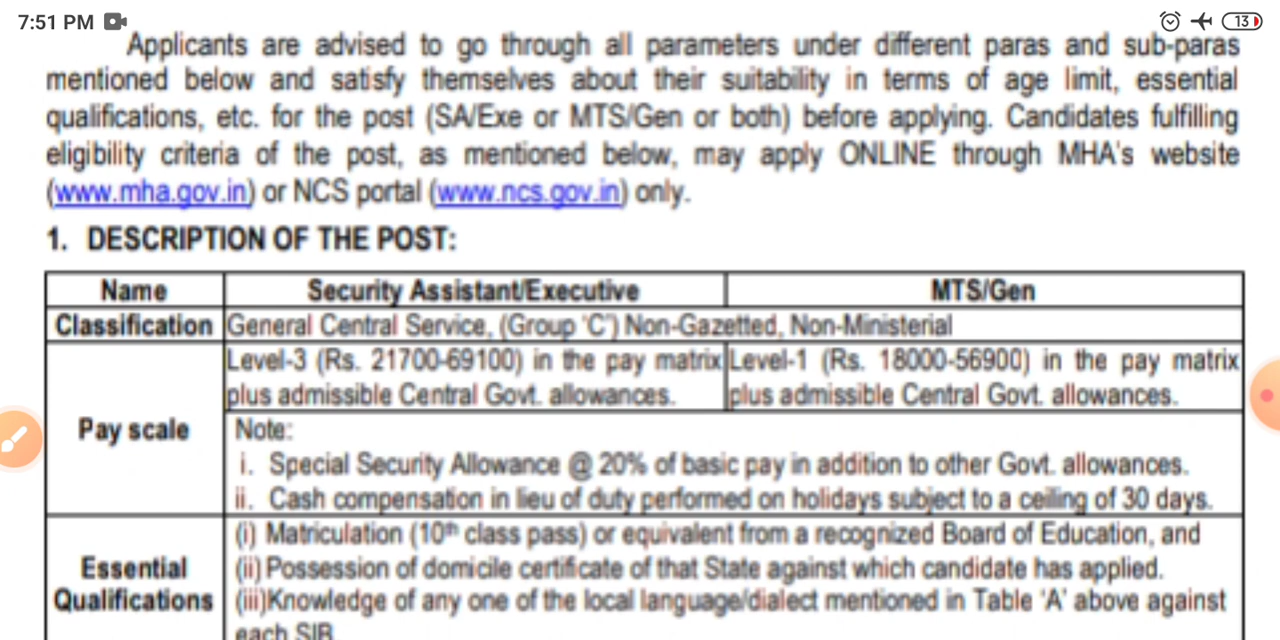 7:51 PM
13
Applicants are advised to go through all parameters under different paras and sub-paras
mentioned below and satisfy themselves about their suitability in terms of age limit, essential
qualifications, etc. for the post (SA/Exe or MTS/Gen or both) before applying. Candidates fulfilling
eligibility criteria of the post, as mentioned below, may apply ONLINE through MHA's website
(www.mha.gov.in) or NCS portal (www.ncs.gov.in) only.
1. DESCRIPTION OF THE POST:
Name Security Assistant/Executive MTS/Gen
Classification General Central Service, (Group 'C') Non-Gazetted, Non-Ministerial
Level-3 (Rs. 21700-69100) in the pay matrix Level-1 (Rs. 18000-56900) in the pay matrix
plus admissible Central Govt. allowances. plus admissible Central Govt. allowances.
Pay scale Note:
i. Special Security Allowance @ 20% of basic pay in addition to other Govt. allowances.
ii. Cash compensation in lieu of duty performed on holidays subject to a ceiling of 30 days.
(i) Matriculation (10th class pass) or equivalent from a recognized Board of Education, and
Essential (ii) Possession of domicile certificate of that State against which candidate has applied.
Qualifications (iii)Knowledge of any one of the local language/dialect mentioned in Table 'A' above against
each SIB.